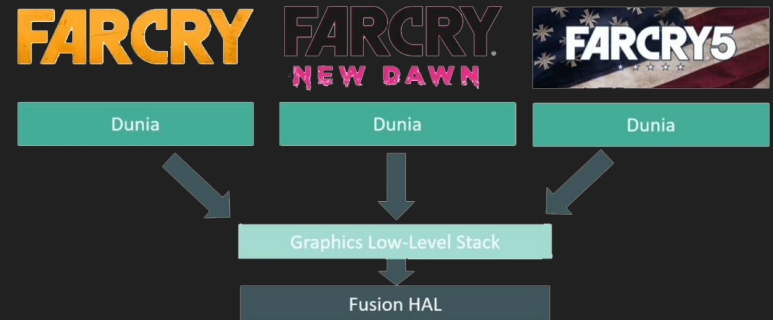 FARCRY
FARCRY®
NEW DAWN
FARCRY5
Dunia
Dunia
Dunia
Graphics Low-Level Stack
Fusion HAL